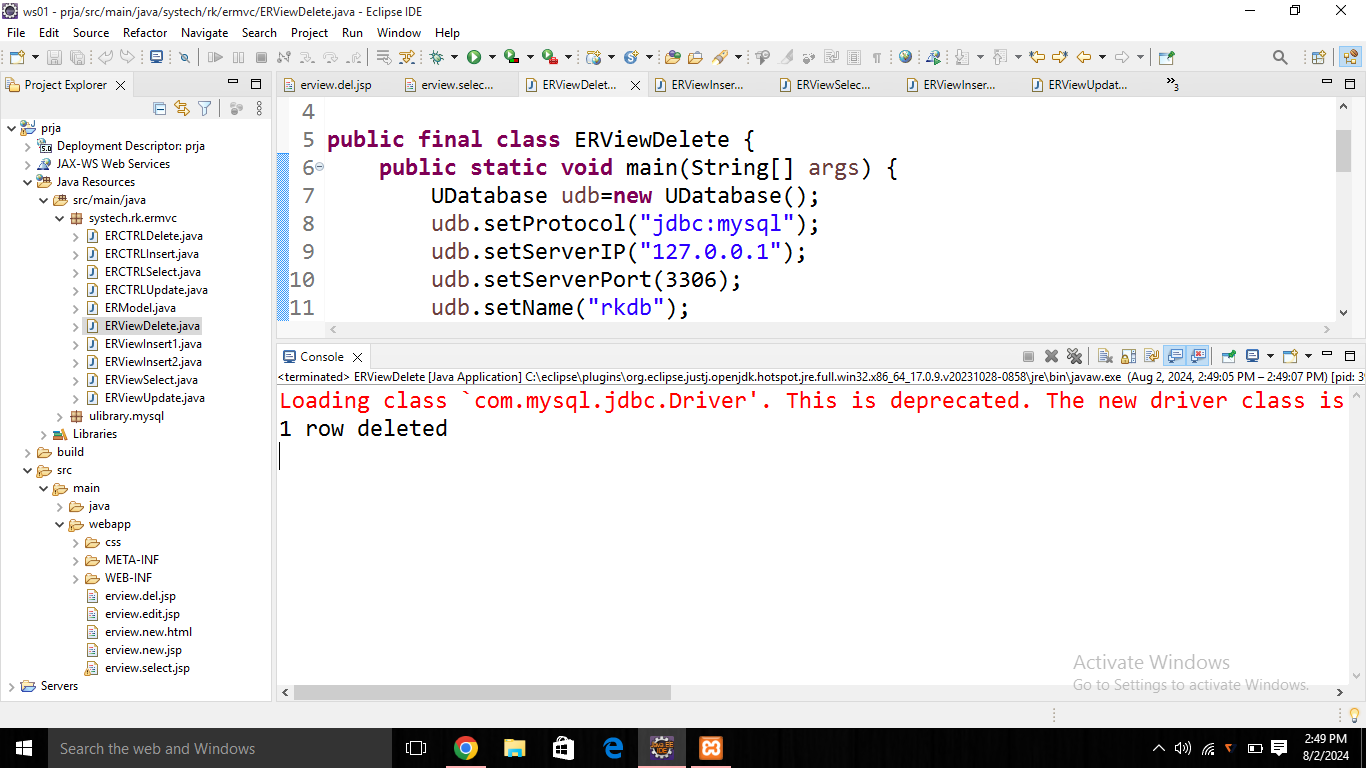 ws01 - prja/src/main/java/systech/rk/ermvc/ERViewDelete.java - Eclipse IDE
File Edit Source Refactor Navigate Search Project Run Window Help
Project Explorer
erview.del.jsp erview.selec... ERViewDelet... ERViewInser... ERViewSelec... ERViewInser... ERViewUpdat... »3
prja
Deployment Descriptor: prja
JAX-WS Web Services
Java Resources
src/main/java
systech.rk.ermvc
ERCTRLDelete.java
ERCTRLInsert.java
ERCTRLSelect.java
ERCTRLUpdate.java
ERModel.java
ERViewDelete.java
ERViewInsert1.java
ERViewInsert2.java
ERViewSelect.java
ERViewUpdate.java
ulibrary.mysql
Libraries
build
src
main
java
webapp
css
META-INF
WEB-INF
erview.del.jsp
erview.edit.jsp
erview.new.html
erview.new.jsp
erview.select.jsp
Servers
4
5 public final class ERViewDelete {
6 public static void main(String[] args) {
7 UDatabase udb=new UDatabase();
8 udb.setProtocol("jdbc:mysql");
9 udb.setServerIP("127.0.0.1");
10 udb.setServerPort(3306);
11 udb.setName("rkdb");
Console
<terminated> ERViewDelete [Java Application] C:\eclipse\plugins\org.eclipse.justj.openjdk.hotspot.jre.full.win32.x86_64_17.0.9.v20231028-0858\jre\bin\javaw.exe (Aug 2, 2024, 2:49:05 PM – 2:49:07 PM) [pid:
Loading class `com.mysql.jdbc.Driver'. This is deprecated. The new driver class is
1 row deleted
Activate Windows
Go to Settings to activate Windows.
Search the web and Windows
2:49 PM
8/2/2024